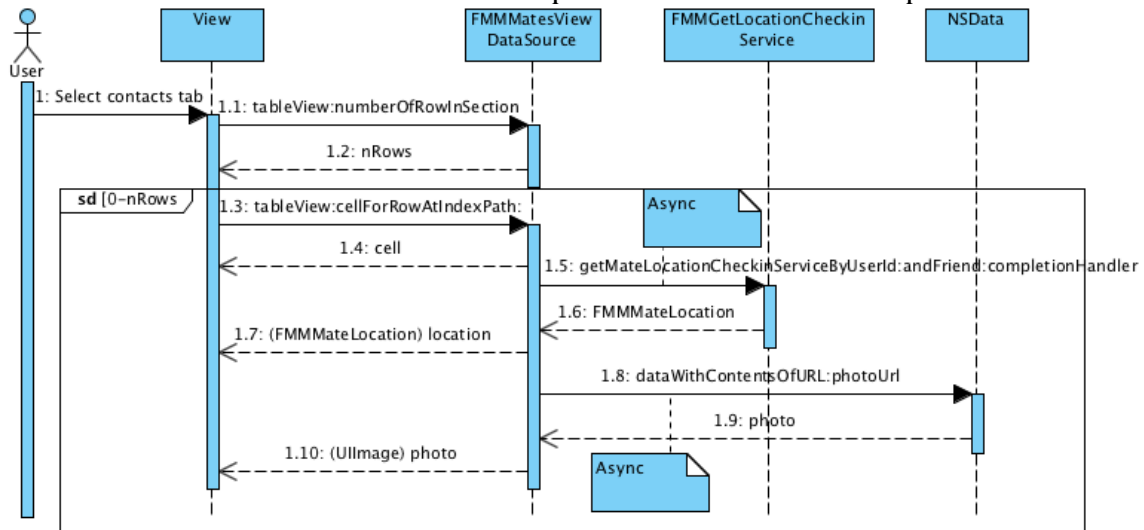 View
FMMMatesView
DataSource
FMMGetLocationCheckin
Service
NSData
User
1: Select contacts tab
1.1: tableView:numberOfRowInSection
1.2: nRows
sd [0-nRows
1.3: tableView:cellForRowAtIndexPath:
Async
1.4: cell
1.5: getMateLocationCheckinServiceByUserId:andFriend:completionHandler
1.6: FMMMateLocation
1.7: (FMMMateLocation) location
1.8: dataWithContentsOfURL:photoUrl
1.9: photo
1.10: (UIImage) photo
Async